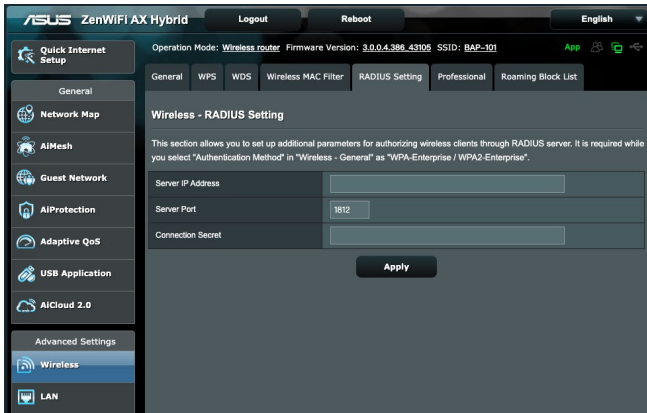 ASUS ZenWiFi AX Hybrid Logout Reboot English
Quick Internet Setup
Operation Mode: Wireless router Firmware Version: 3.0.0.4.386_43105 SSID: BAP-101 App
General WPS WDS Wireless MAC Filter RADIUS Setting Professional Roaming Block List
General
Network Map
AiMesh
Guest Network
AiProtection
Adaptive QoS
USB Application
AiCloud 2.0
Advanced Settings
Wireless
LAN
Wireless - RADIUS Setting
This section allows you to set up additional parameters for authorizing wireless clients through RADIUS server. It is required while
you select "Authentication Method" in "Wireless - General" as "WPA-Enterprise / WPA2-
Enterprise".
Server IP Address
Server Port 1812
Connection Secret
Apply